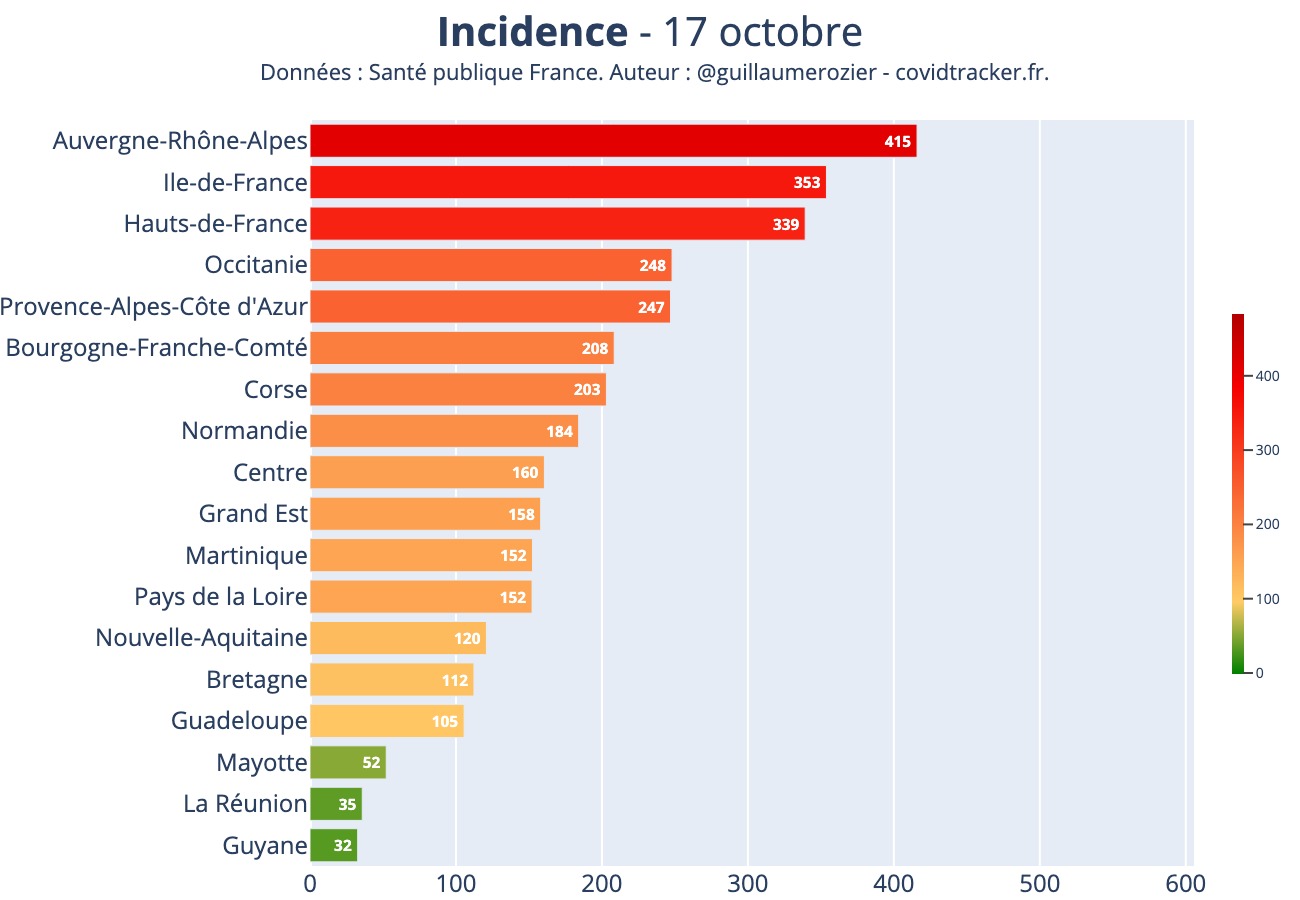 Incidence - 17 octobre
Données : Santé publique France. Auteur : @guillaumerozier - covidtracker.fr.
Auvergne-Rhône-Alpes 415
Ile-de-France 353
Hauts-de-France 339
Occitanie 248
Provence-Alpes-Côte d'Azur 247
Bourgogne-Franche-Comté 208
Corse 203
Normandie 184
Centre 160
Grand Est 158
Martinique 152
Pays de la Loire 152
Nouvelle-Aquitaine 120
Bretagne 112
Guadeloupe 105
Mayotte 52
La Réunion 35
Guyane 32
0 100 200 300 400 500 600
400
300
200
100
0